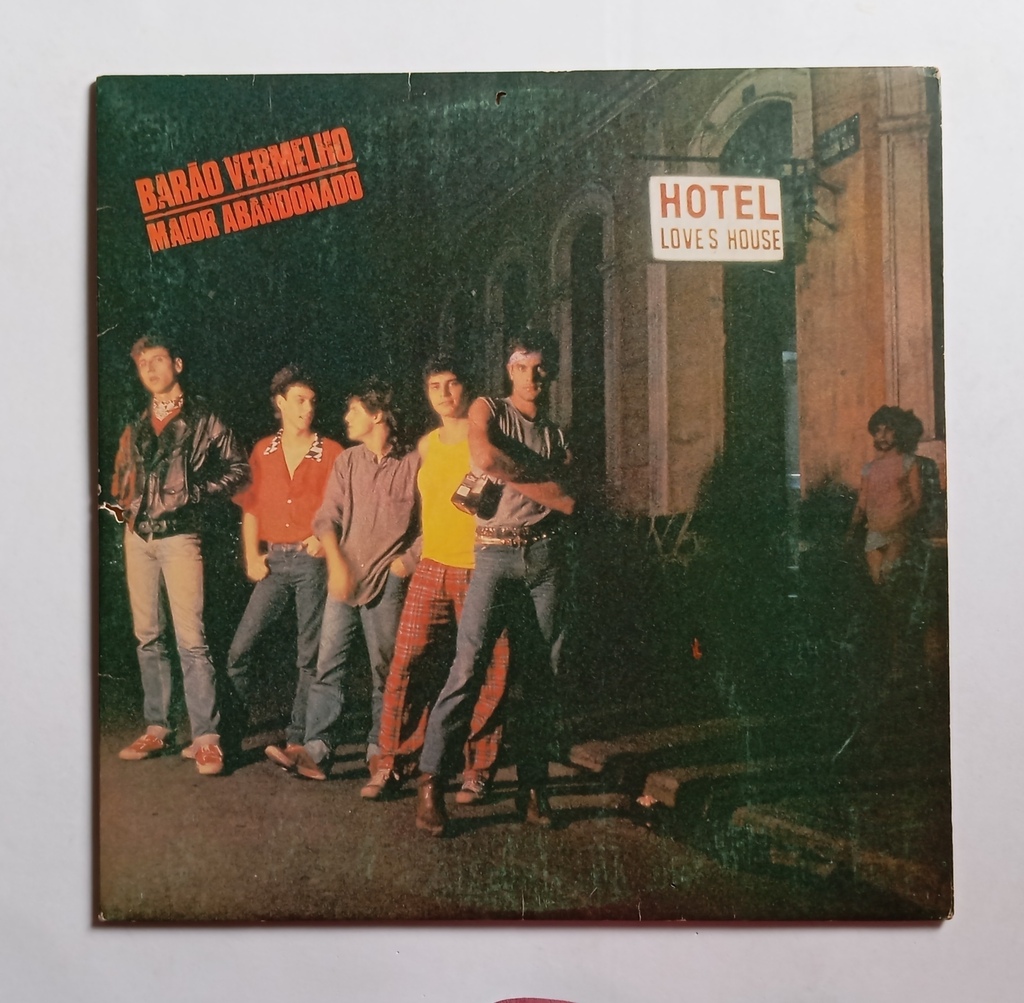 BARÃO VERMELHO
MAIOR ABANDONADO
HOTEL
LOVE S HOUSE